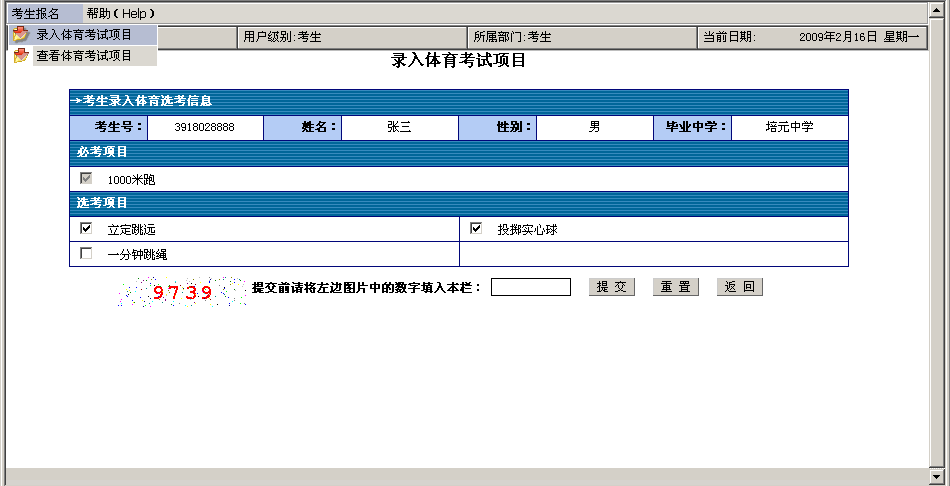 考生报名 帮助(Help)
录入体育考试项目 用户级别:考生 所属部门:考生 当前日期: 2009年2月16日 星期一
查看体育考试项目
录入体育考试项目
→考生录入体育选考信息
考生号： 3918028888 姓名： 张三 性别： 男 毕业中学： 培元中学
必考项目
1000米跑
选考项目
立定跳远 投掷实心球
一分钟跳绳
9739 提交前请将左边图片中的数字填入本栏： 提 交 重 置 返 回